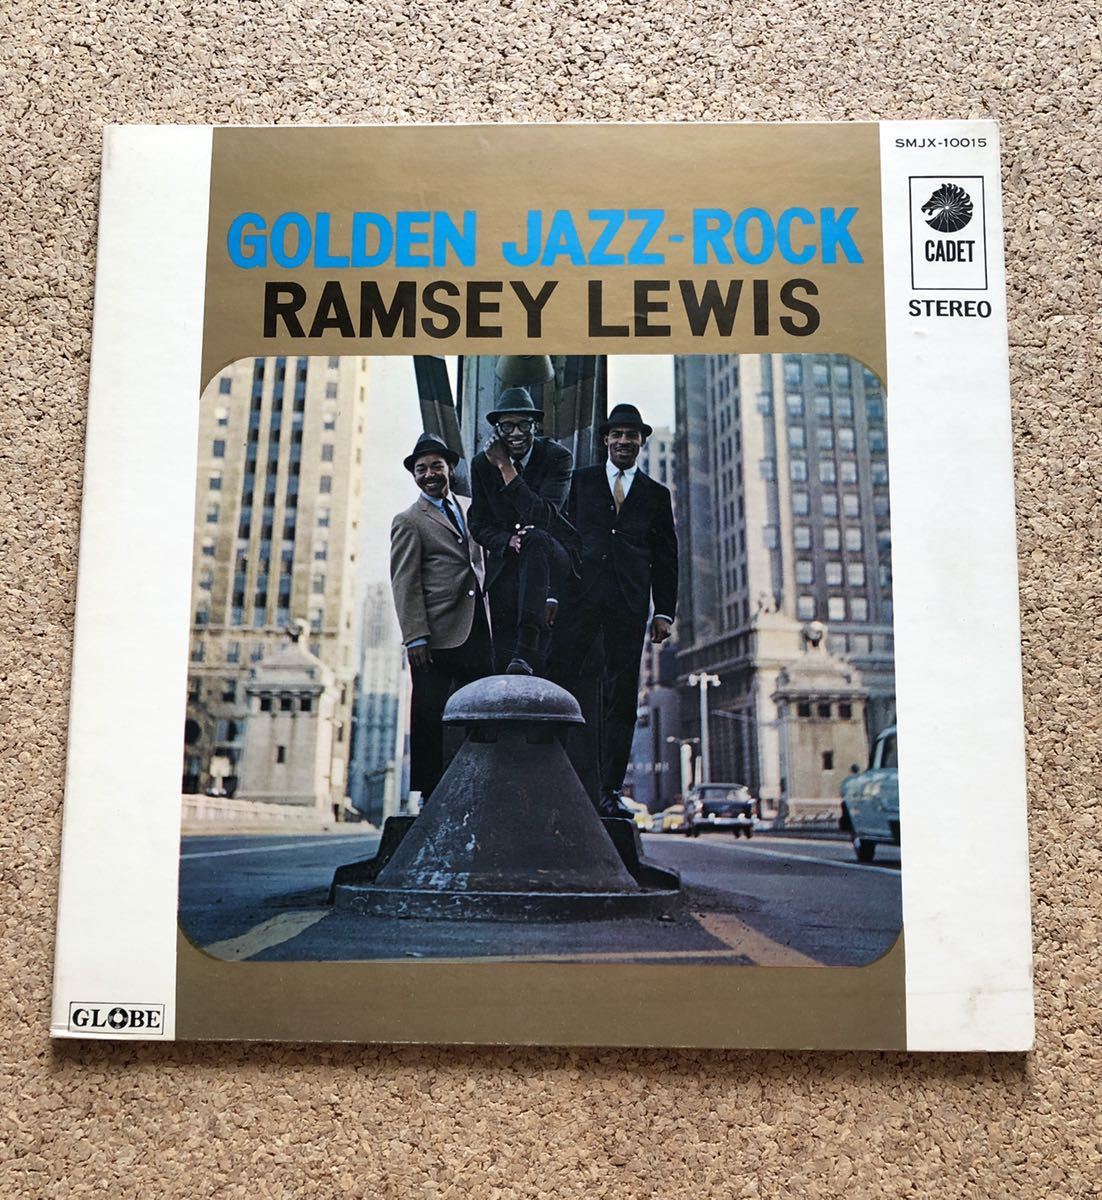 SMJX-10015
CADET
STEREO
GOLDEN JAZZ-ROCK
RAMSEY LEWIS
GLOBE